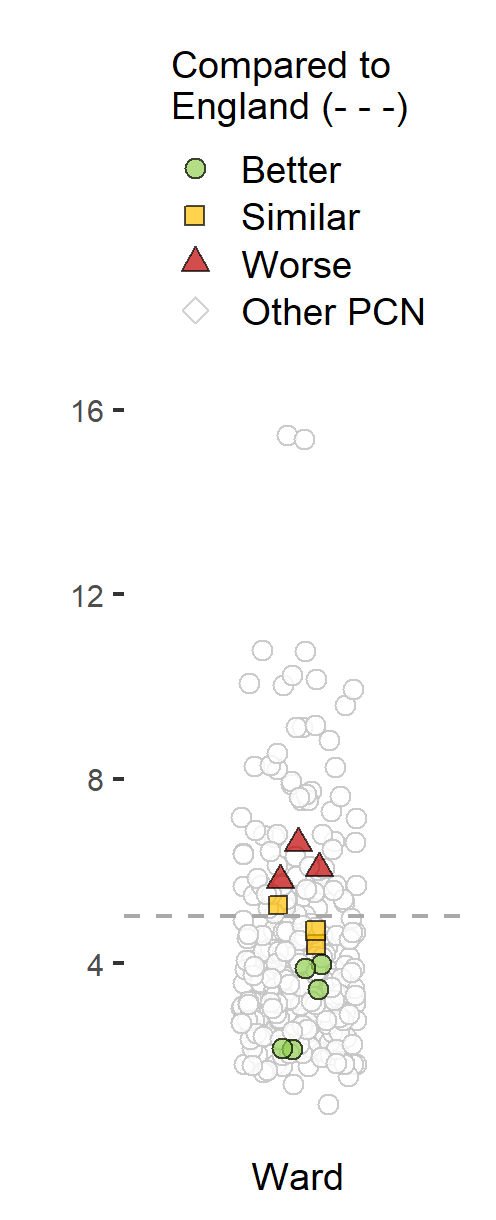 Compared to
England (- - -)
Better
Similar
Worse
Other PCN
16
12
8
4
Ward